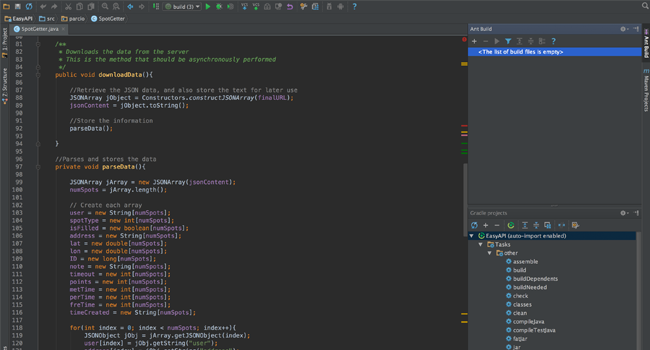 build (3)
EasyAPI
src
parcio
SpotGetter
SpotGetter.java
81 /**
82 * Downloads the data from the server
83 * This is the method that should be asynchronously performed
84 */
85 public void downloadData(){
86
87 //Retrieve the JSON data, and also store the text for later use
88 JSONArray jObject = Constructors.constructJSONArray(finalURL);
89 jsonContent = jObject.toString();
90
91 //Store the information
92 parseData();
93
94 }
95
96 //Parses and stores the data
97 private void parseData(){
98
99 JSONArray jArray = new JSONArray(jsonContent);
100 numSpots = jArray.length();
101
102 // Create each array
103 user = new String[numSpots];
104 spotType = new int[numSpots];
105 isFilled = new boolean[numSpots];
106 address = new String[numSpots];
107 lat = new double[numSpots];
108 lon = new double[numSpots];
109 ID = new long[numSpots];
110 note = new String[numSpots];
111 timeout = new int[numSpots];
112 points = new int[numSpots];
113 metTime = new int[numSpots];
114 perTime = new int[numSpots];
115 freTime = new int[numSpots];
116 timeCreated = new String[numSpots];
117
118 for(int index = 0; index < numSpots; index++){
119 JSONObject jObj = jArray.getJSONObject(index);
120 user[index] = jObj.getString("user");
1: Project
7: Structure
Ant Build
<The list of build files is empty>
Gradle projects
EasyAPI (auto-import enabled)
Tasks
other
assemble
build
buildDependents
buildNeeded
check
classes
clean
compileJava
compileTestJava
fatJar
jar
Ant Build
Maven Projects